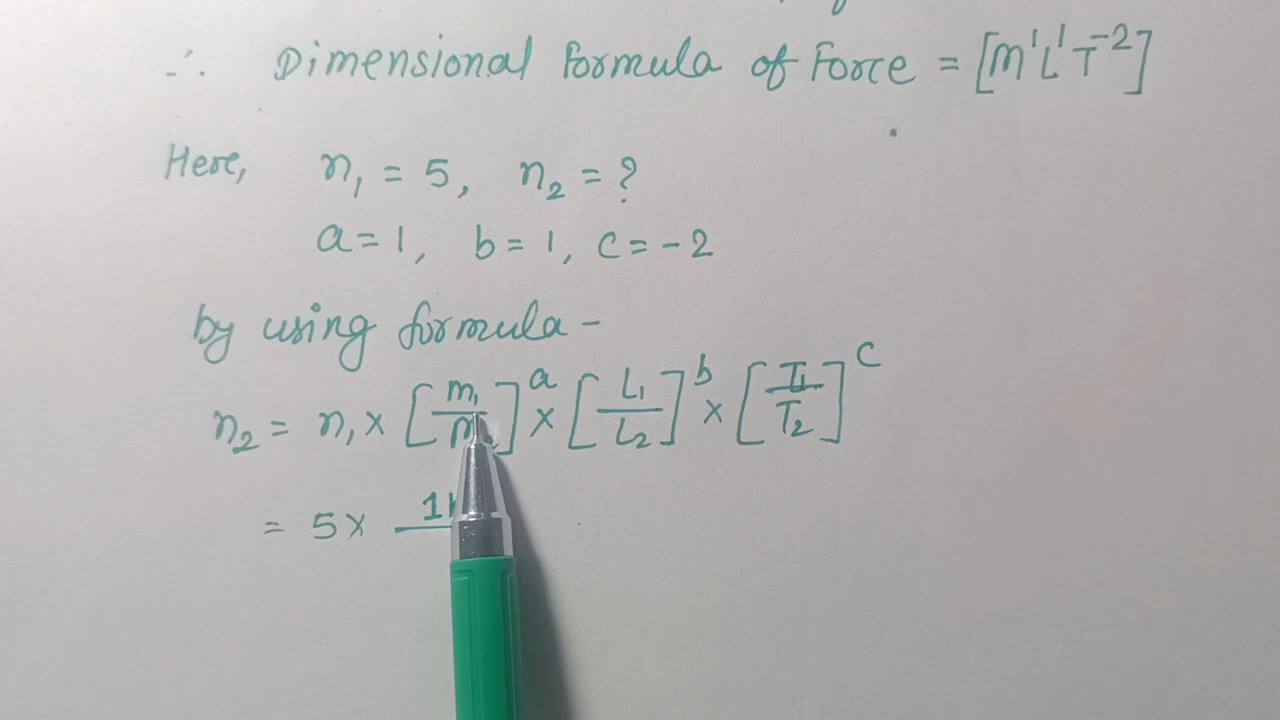 ∴ Dimensional formula of Force = [M¹L¹T⁻²]
Here, n₁ = 5, n₂ = ?
a = 1, b = 1, c = -2
by using formula -
n₂ = n₁ × [M₁/M]ᵃ × [L₁/L₂]ᵇ × [T₁/T₂]ᶜ
= 5 × 1